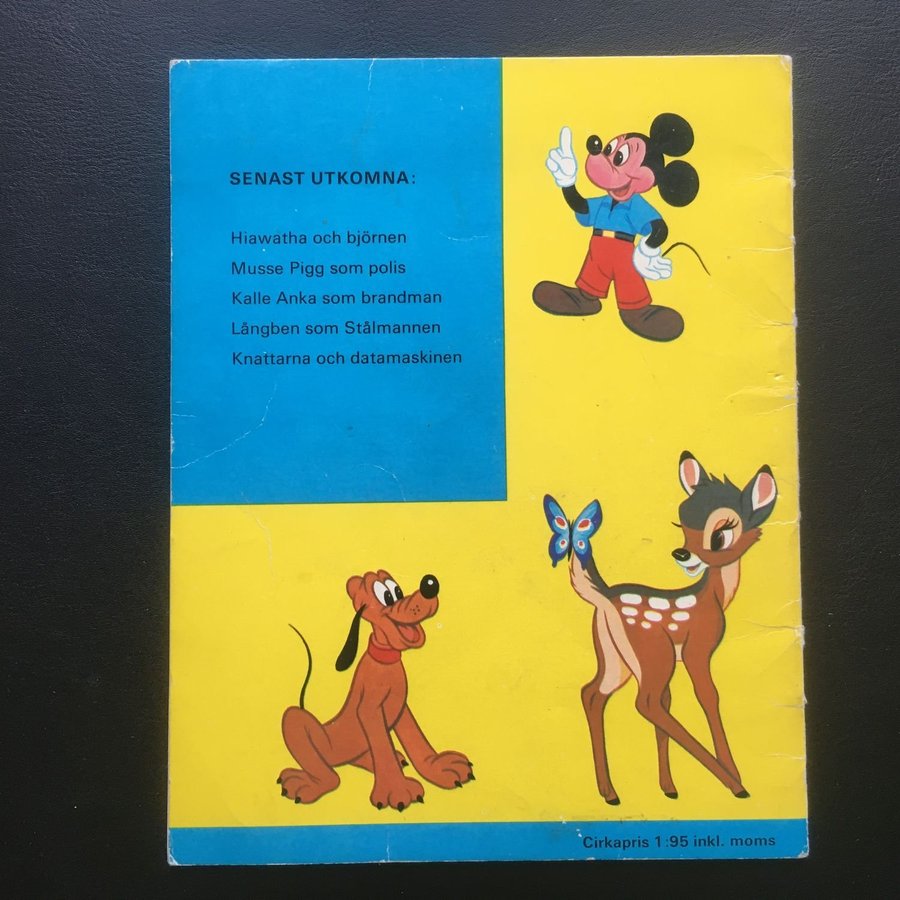 SENAST UTKOMNA:
Hiawatha och björnen
Musse Pigg som polis
Kalle Anka som brandman
Långben som Stålmannen
Knattarna och datamaskinen
Cirkapris 1:95 inkl. moms